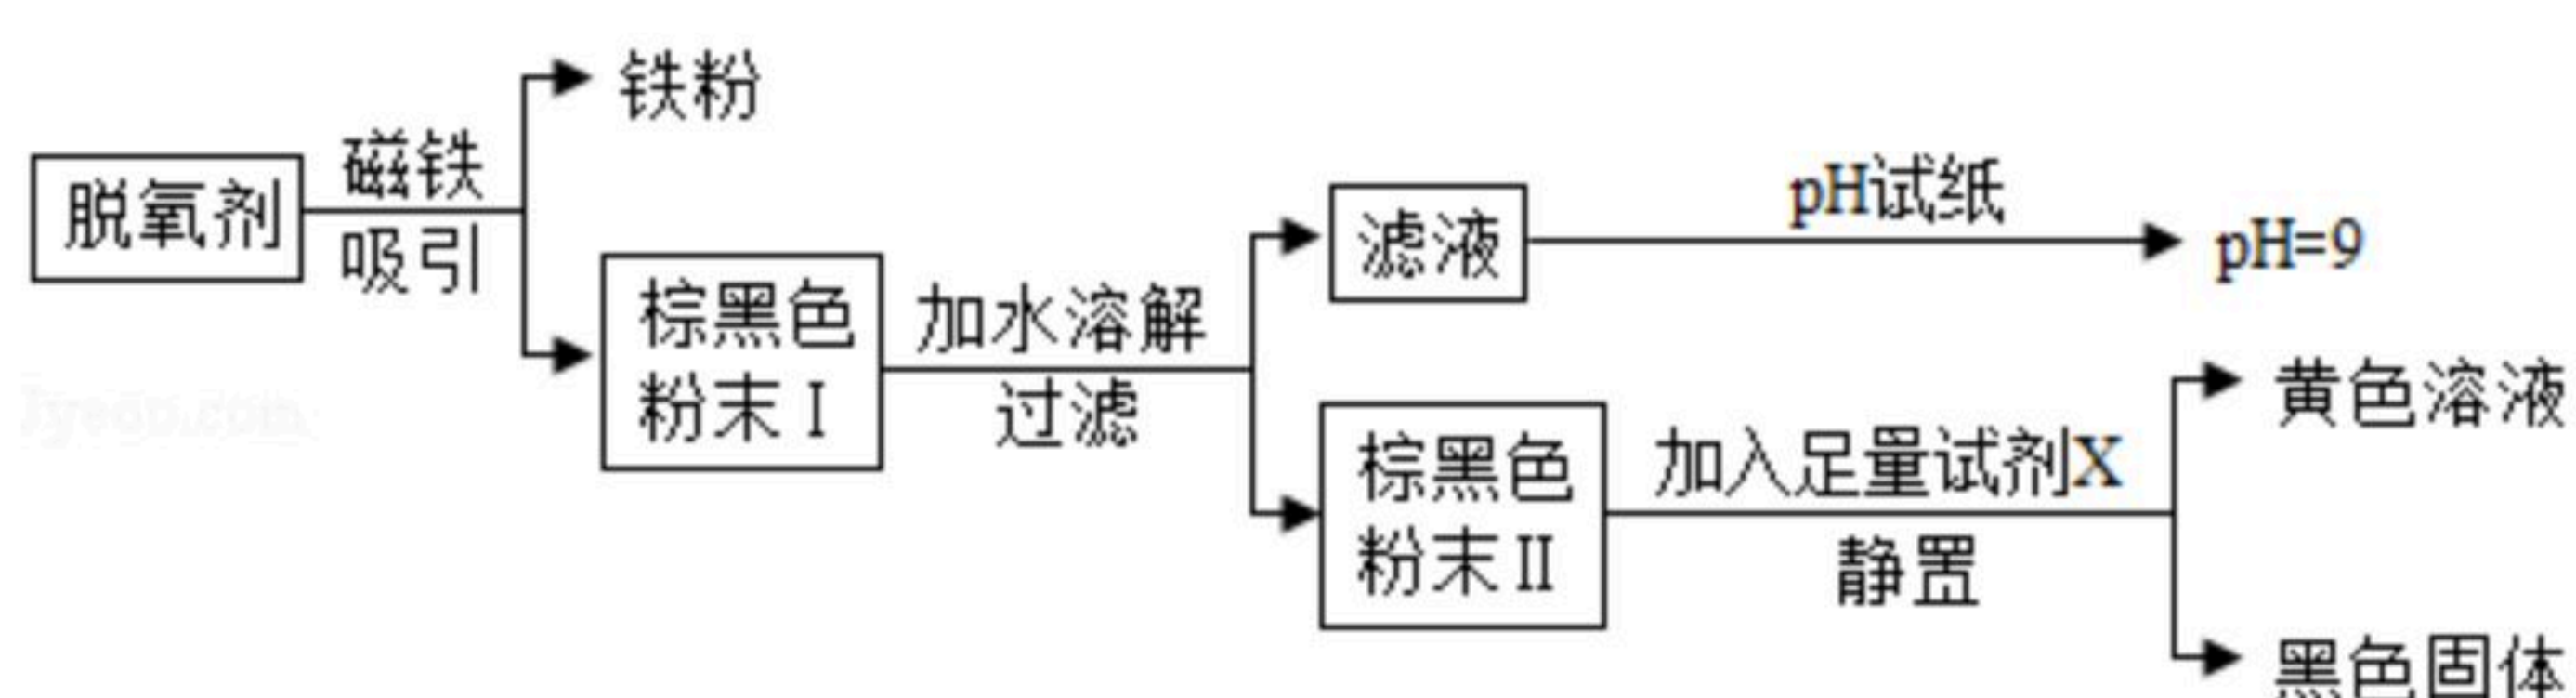 铁粉
磁铁
脱氧剂
吸引
pH试纸
滤液
pH=9
棕黑色
粉末Ⅰ
加水溶解
过滤
黄色溶液
棕黑色
粉末Ⅱ
加入足量试剂X
静置
黑色固体
Jyeoo.com